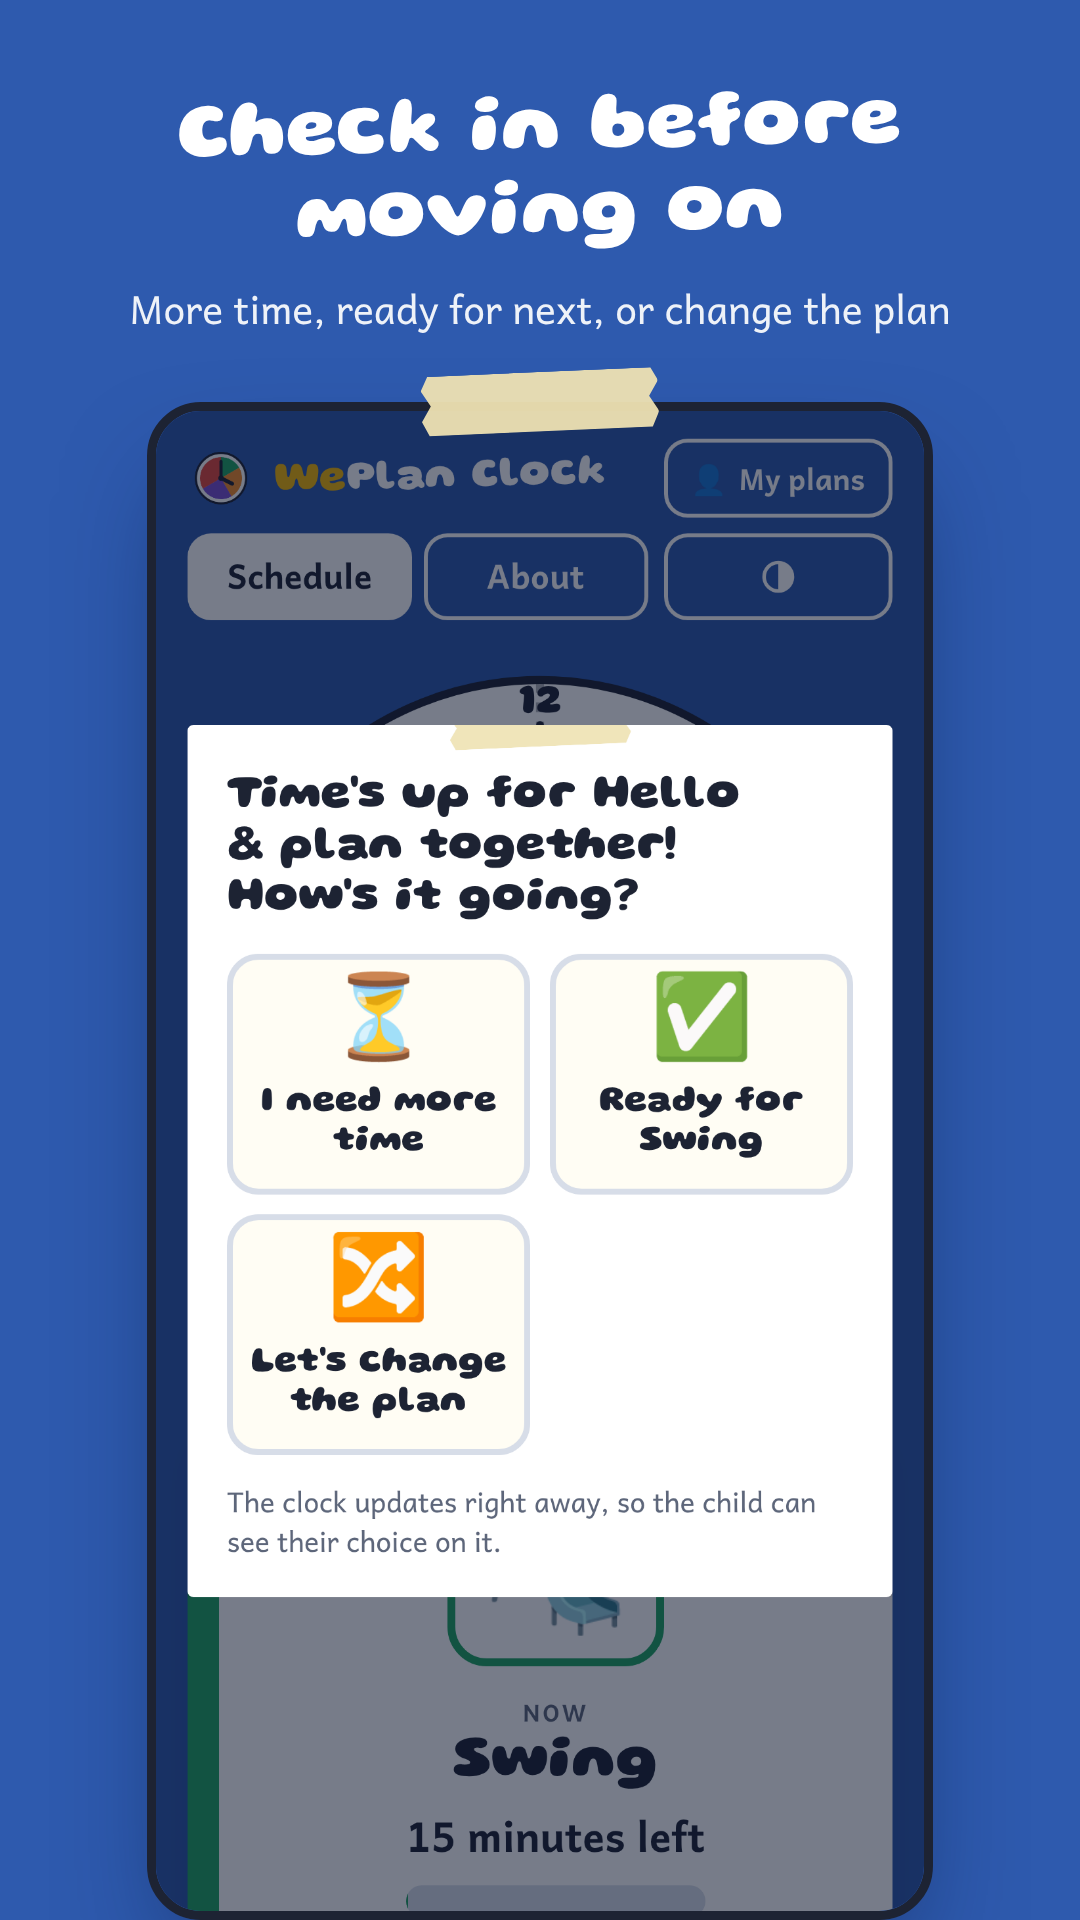 Check in before
moving on
More time, ready for next, or change the plan
WePlan Clock
My plans
Schedule
About
12
Time's up for Hello
& plan together!
How's it going?
I need more
time
Ready for
Swing
Let's change
the plan
The clock updates right away, so the child can
see their choice on it.
NOW
Swing
15 minutes left